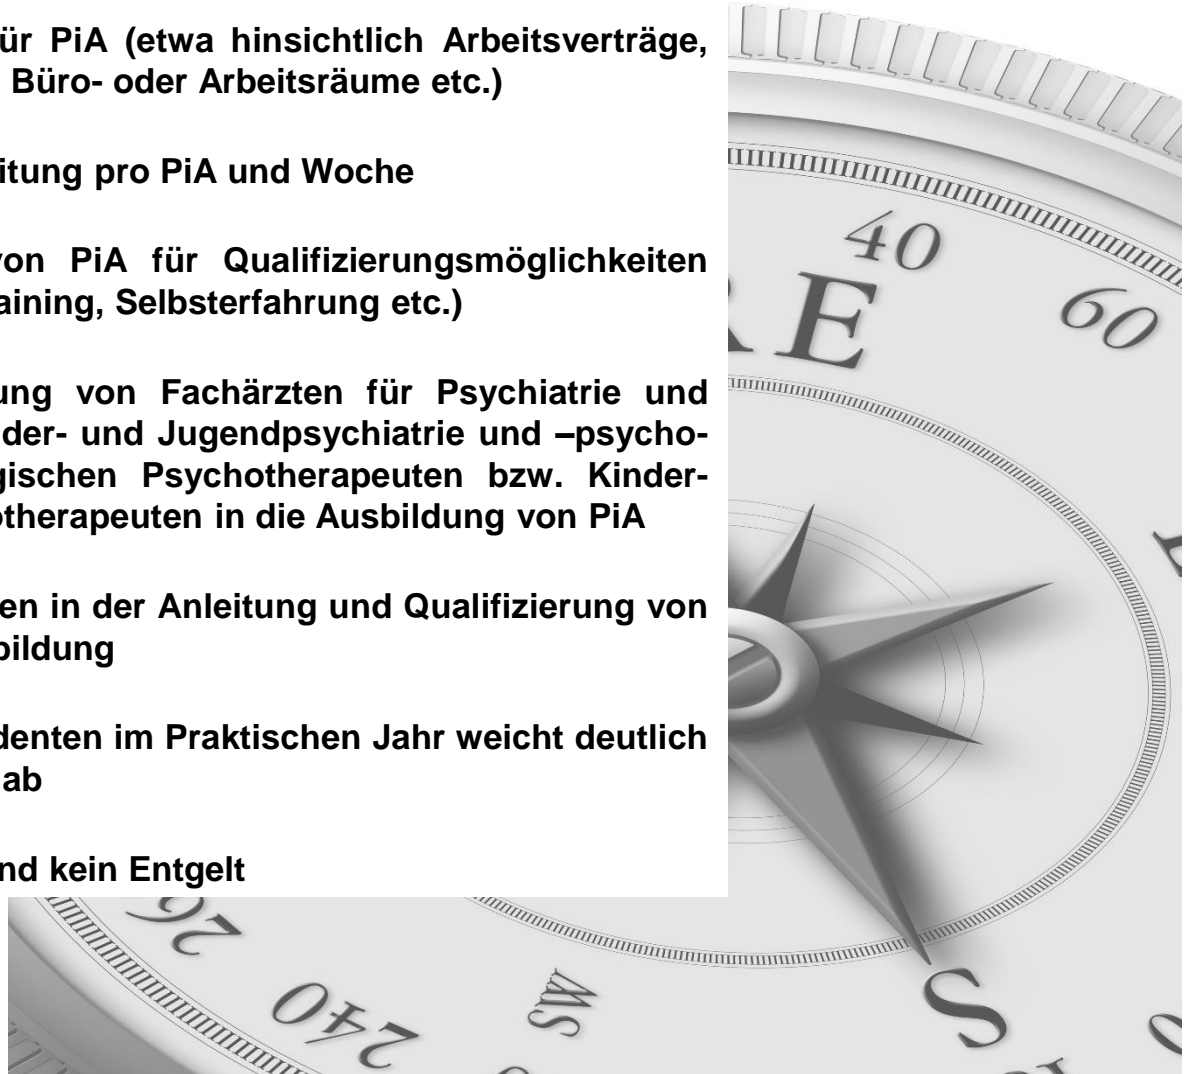 ür PiA (etwa hinsichtlich Arbeitsverträge,
Büro- oder Arbeitsräume etc.)
itung pro PiA und Woche
von PiA für Qualifizierungsmöglichkeiten
aining, Selbsterfahrung etc.)
ung von Fachärzten für Psychiatrie und
der- und Jugendpsychiatrie und –psycho-
gischen Psychotherapeuten bzw. Kinder-
otherapeuten in die Ausbildung von PiA
en in der Anleitung und Qualifizierung von
bildung
denten im Praktischen Jahr weicht deutlich
ab
nd kein Entgelt
40
60
E
240
SW
S